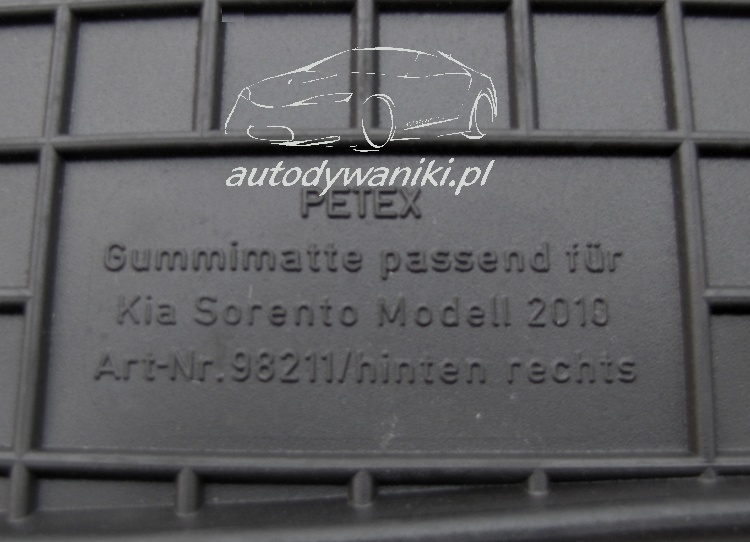 autodywaniki.pl
PETEX
Gummimatte passend für
Kia Sorento Modell 2010
Art-Nr.98211/hinten rechts